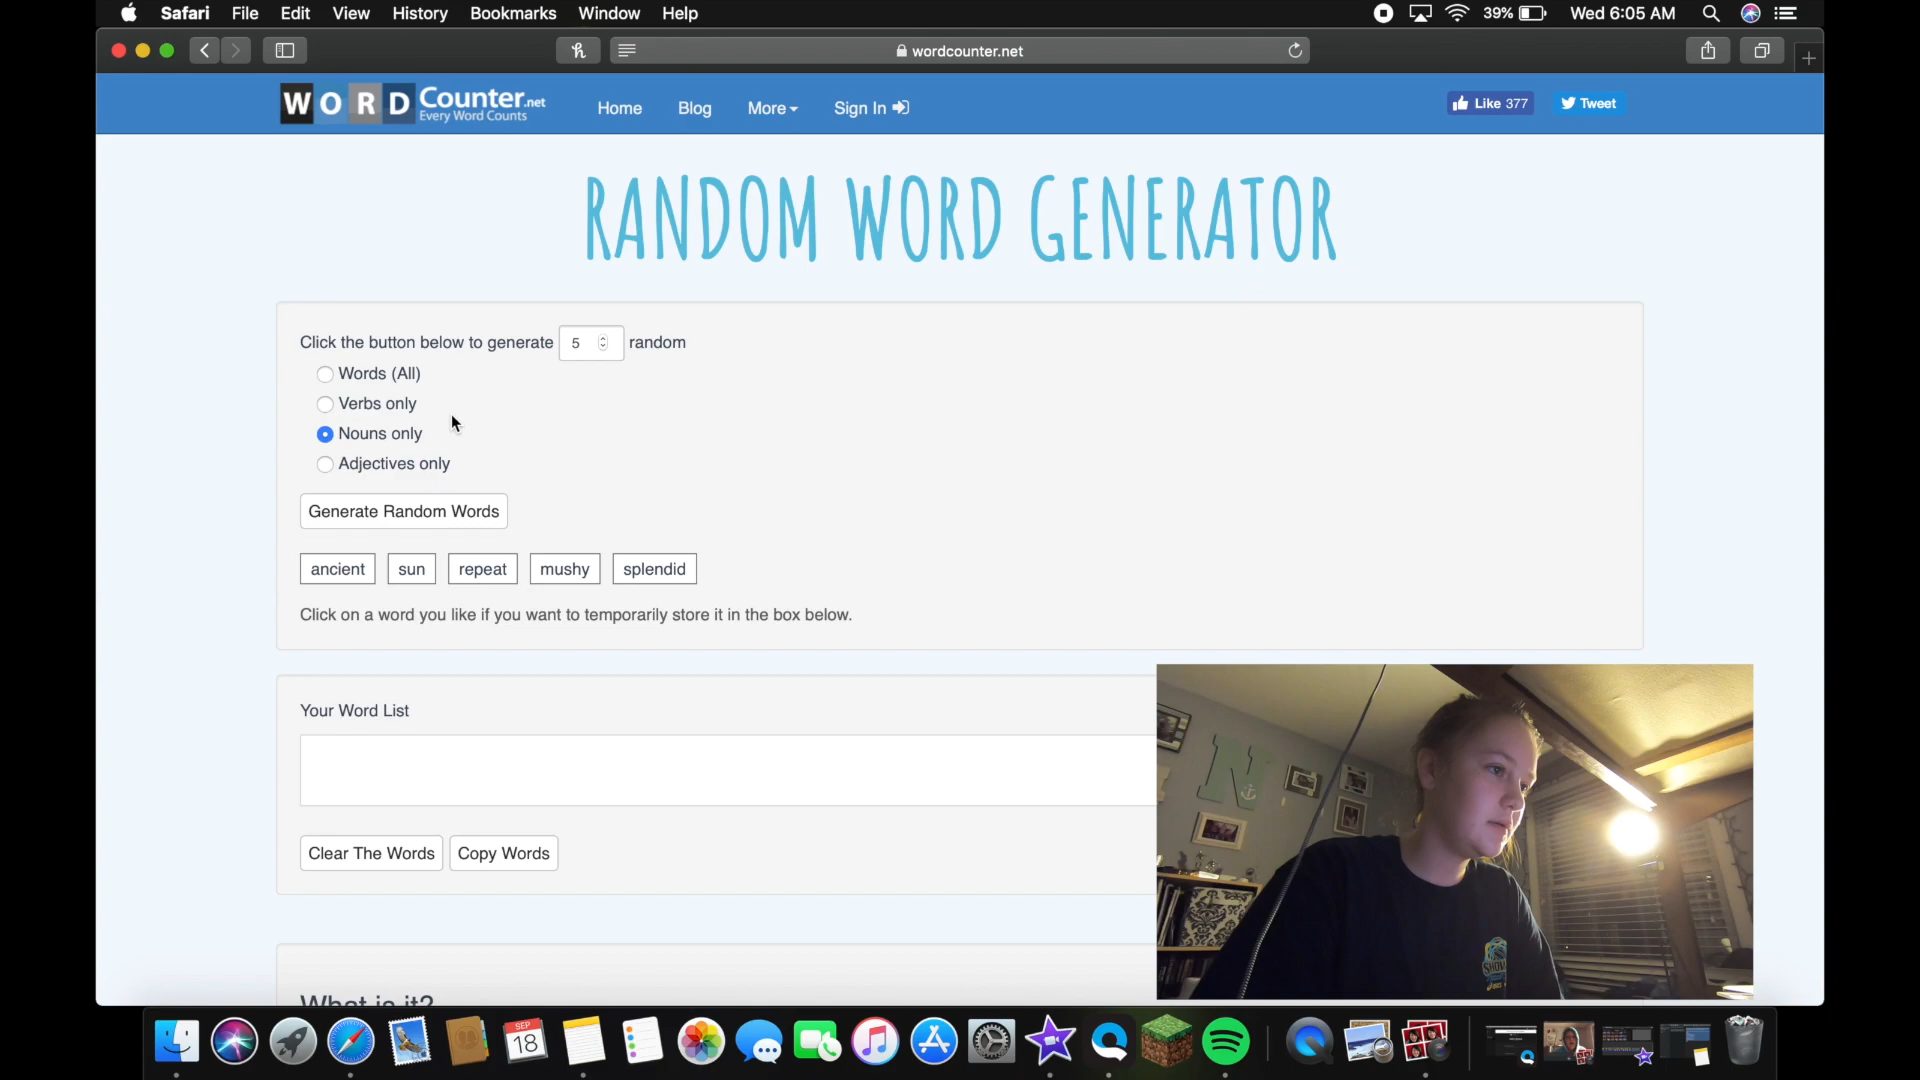 Safari File Edit View History Bookmarks Window Help 39% Wed 6:05 AM
wordcounter.net
WORD Counter.net
Every Word Counts
Home Blog More Sign In Like 377 Tweet
RANDOM WORD GENERATOR
Click the button below to generate 5 random
Words (All)
Verbs only
Nouns only
Adjectives only
Generate Random Words
ancient sun repeat mushy splendid
Click on a word you like if you want to temporarily store it in the box below.
Your Word List
N
Clear The Words Copy Words
What is it?
SEP
18